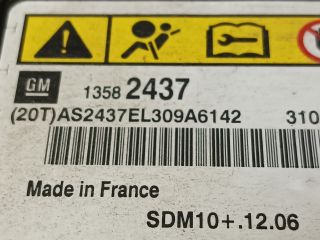 GM 1358 2437
(20T)AS2437EL309A6142 310
Made in France
SDM10+.12.06